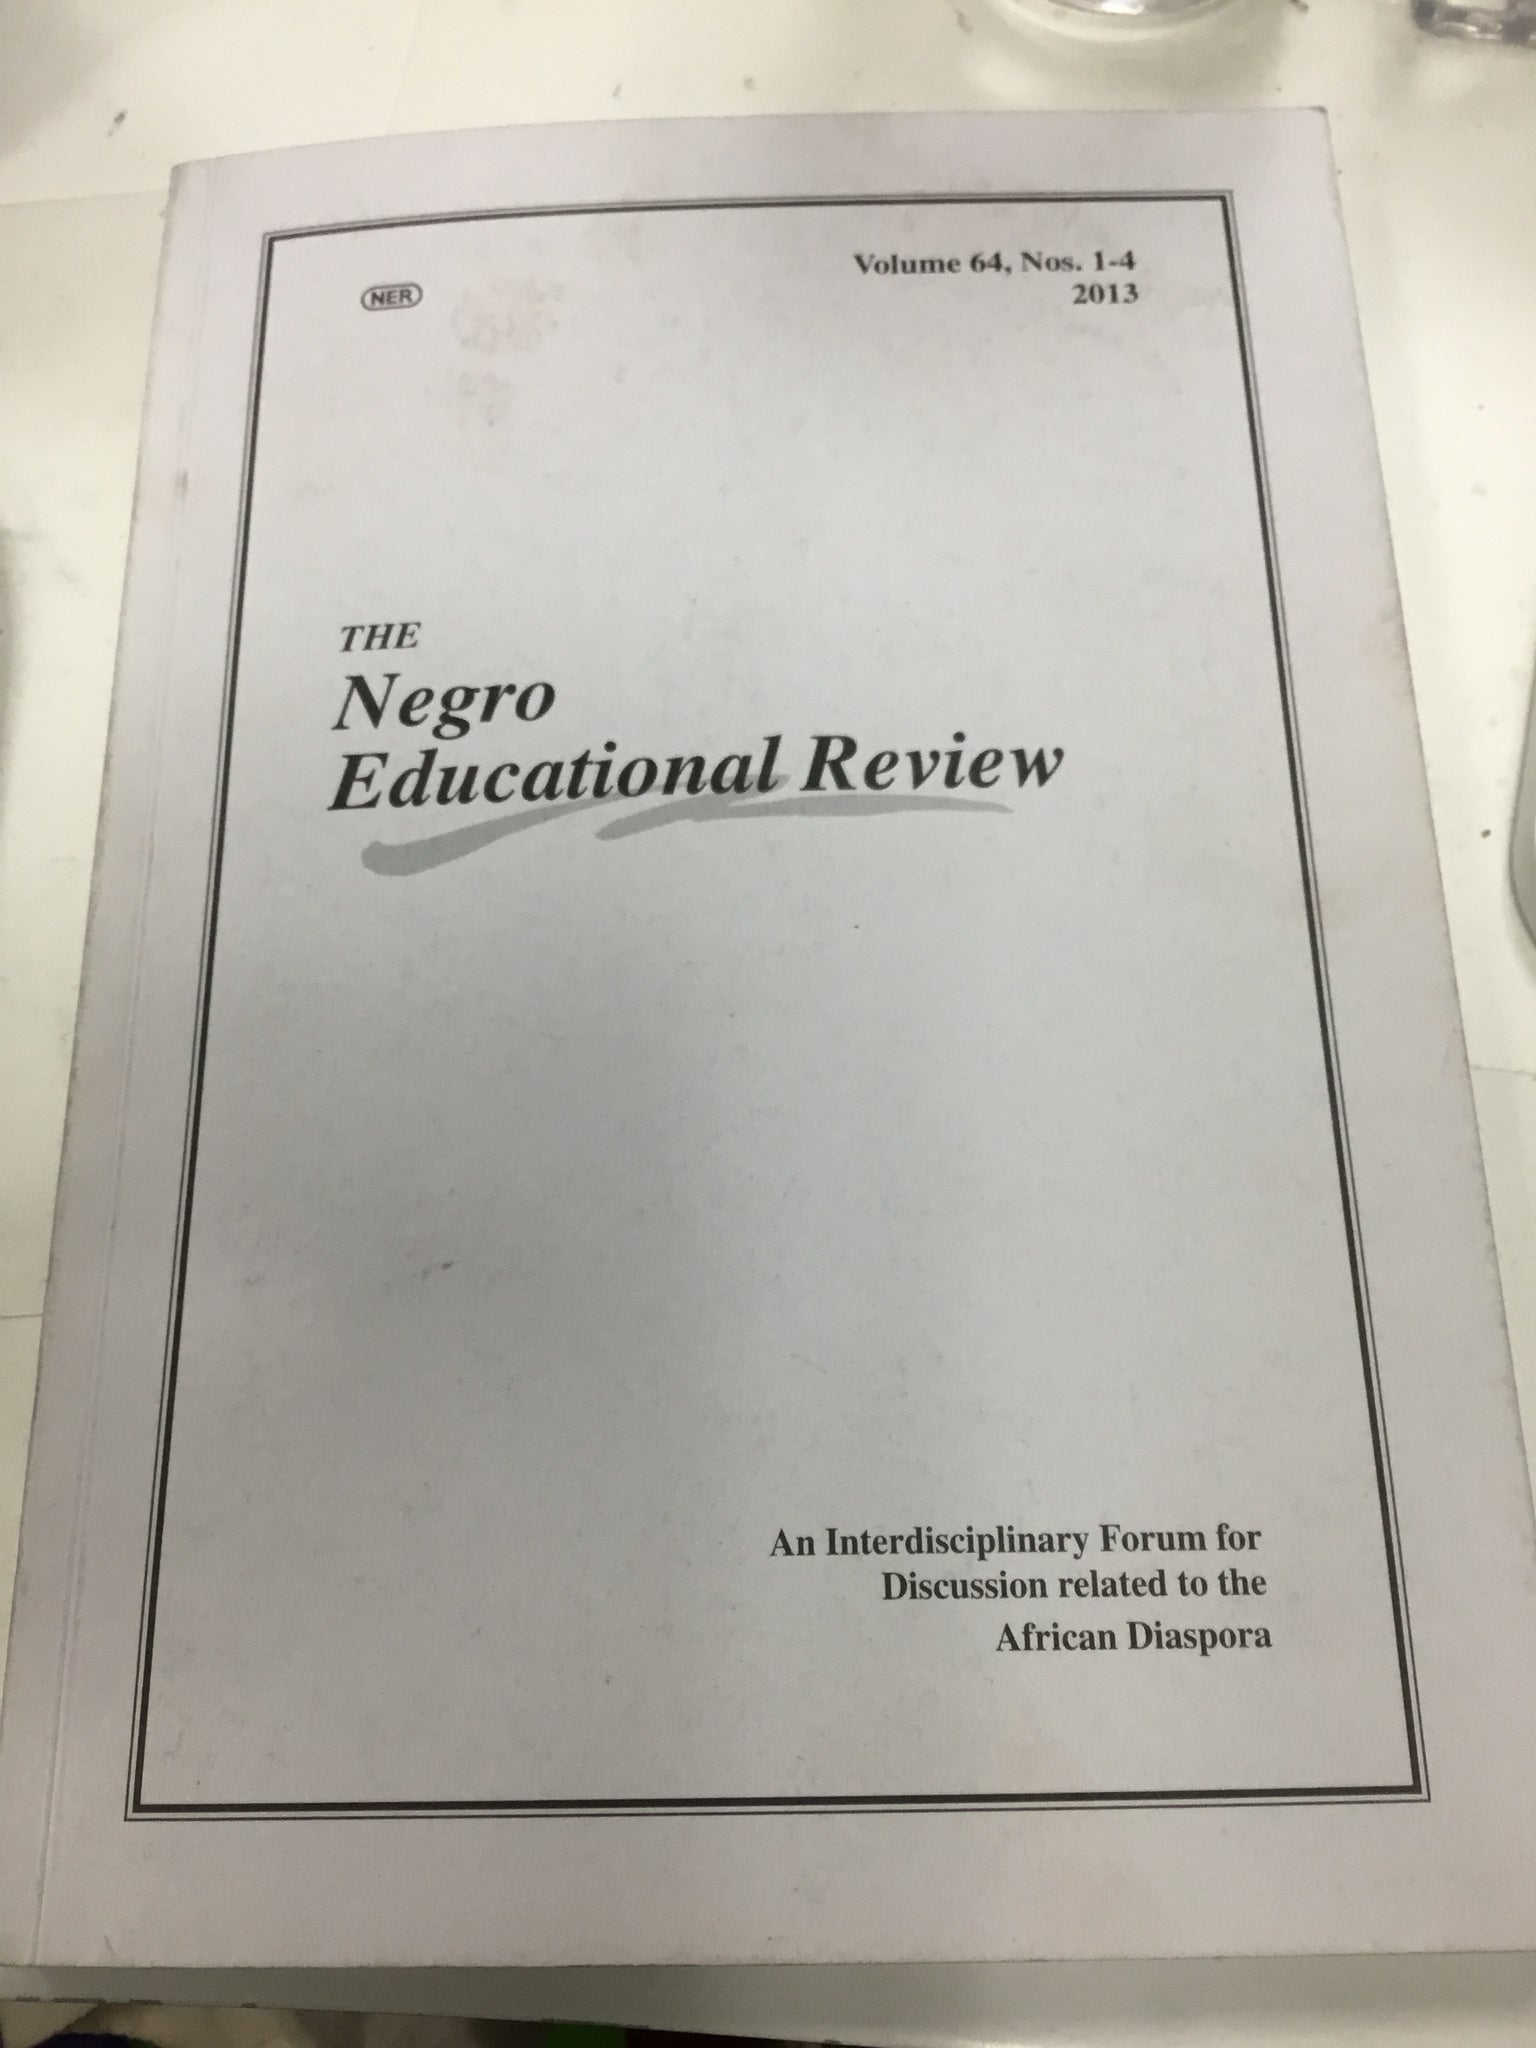 NER
Volume 64, Nos. 1-4
2013
THE
Negro
Educational Review
An Interdisciplinary Forum for
Discussion related to the
African Diaspora